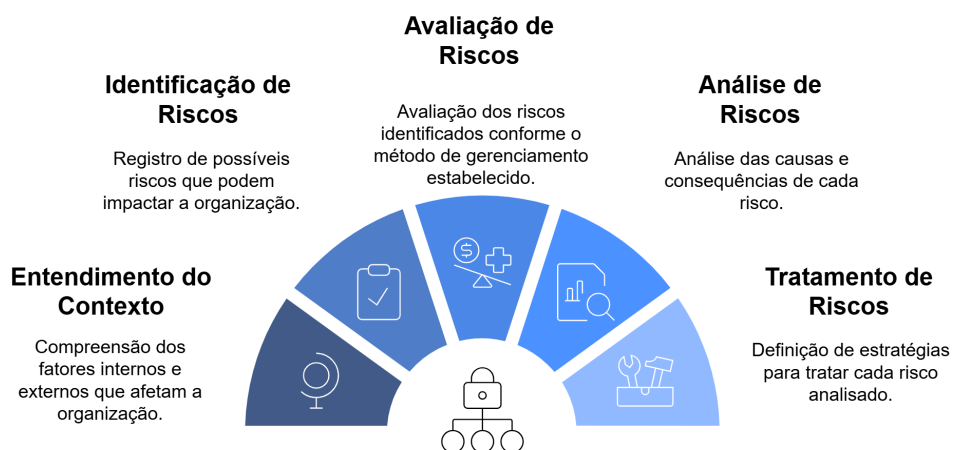 Entendimento do
Contexto
Compreensão dos
fatores internos e
externos que afetam a
organização.
Identificação de
Riscos
Registro de possíveis
riscos que podem
impactar a organização.
Avaliação de
Riscos
Avaliação dos riscos
identificados conforme o
método de gerenciamento
estabelecido.
Análise de
Riscos
Análise das causas e
consequências de cada
risco.
Tratamento de
Riscos
Definição de estratégias
para tratar cada risco
analisado.
$